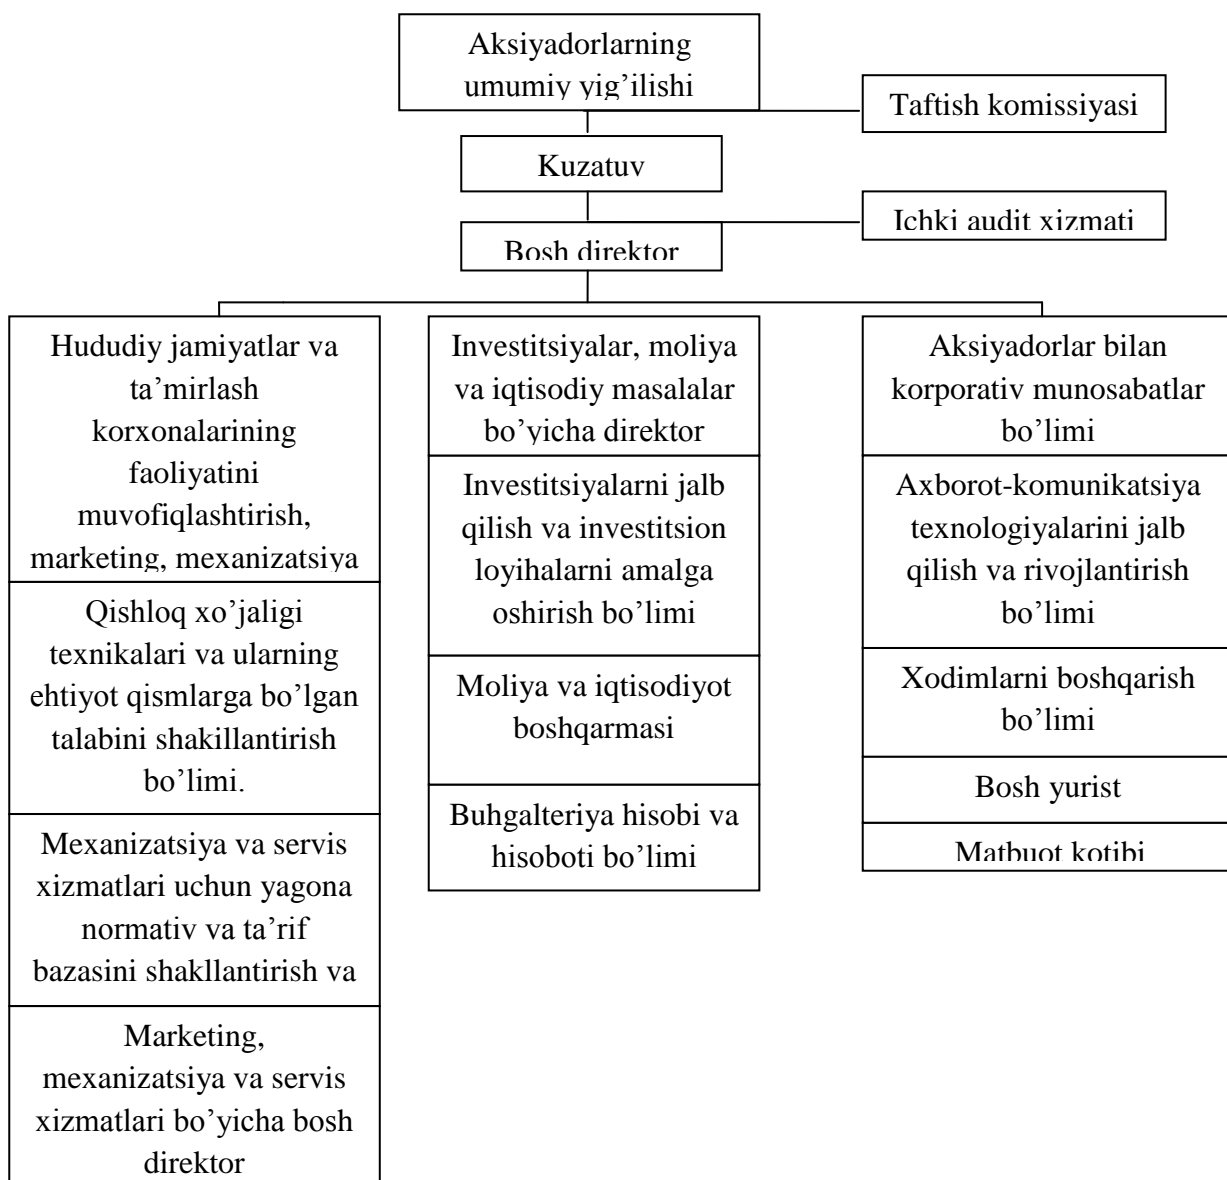 Aksiyadorlarning
umumiy yig’ilishi
Taftish komissiyasi
Kuzatuv
Ichki audit xizmati
Bosh direktor
Hududiy jamiyatlar va
ta’mirlash
korxonalarining
faoliyatini
muvofiqlashtirish,
marketing, mexanizatsiya
Qishloq xo’jaligi
texnikalari va ularning
ehtiyot qismlarga bo’lgan
talabini shakillantirish
bo’limi.
Mexanizatsiya va servis
xizmatlari uchun yagona
normativ va ta’rif
bazasini shakllantirish va
Marketing,
mexanizatsiya va servis
xizmatlari bo’yicha bosh
direktor
Investitsiyalar, moliya
va iqtisodiy masalalar
bo’yicha direktor
Investitsiyalarni jalb
qilish va investitsion
loyihalarni amalga
oshirish bo’limi
Moliya va iqtisodiyot
boshqarmasi
Buhgalteriya hisobi va
hisoboti bo’limi
Aksiyadorlar bilan
korporativ munosabatlar
bo’limi
Axborot-komunikatsiya
texnologiyalarini jalb
qilish va rivojlantirish
bo’limi
Xodimlarni boshqarish
bo’limi
Bosh yurist
Matbuot kotibi